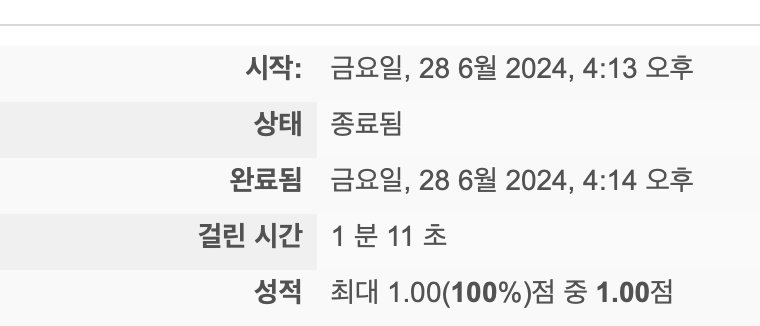 시작: 금요일, 28 6월 2024, 4:13 오후
상태 종료됨
완료됨 금요일, 28 6월 2024, 4:14 오후
걸린 시간 1 분 11 초
성적 최대 1.00(100%)점 중 1.00점